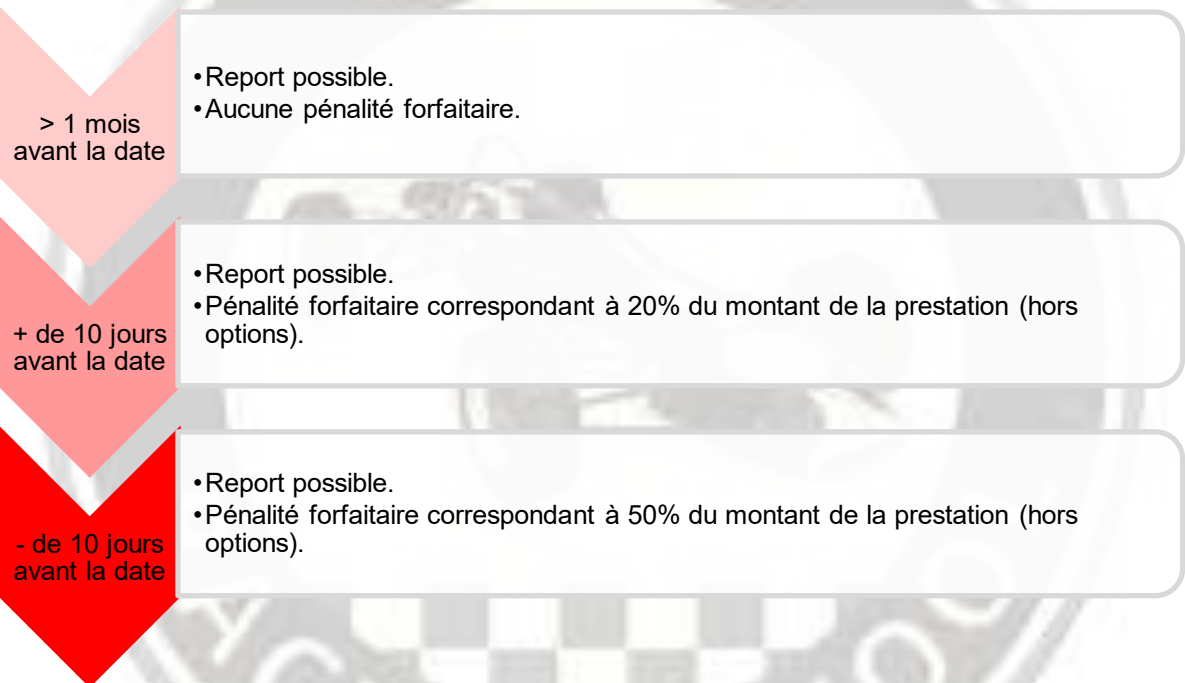 > 1 mois
avant la date
•Report possible.
•Aucune pénalité forfaitaire.
+ de 10 jours
avant la date
•Report possible.
•Pénalité forfaitaire correspondant à 20% du montant de la prestation (hors
options).
- de 10 jours
avant la date
•Report possible.
•Pénalité forfaitaire correspondant à 50% du montant de la prestation (hors
options).